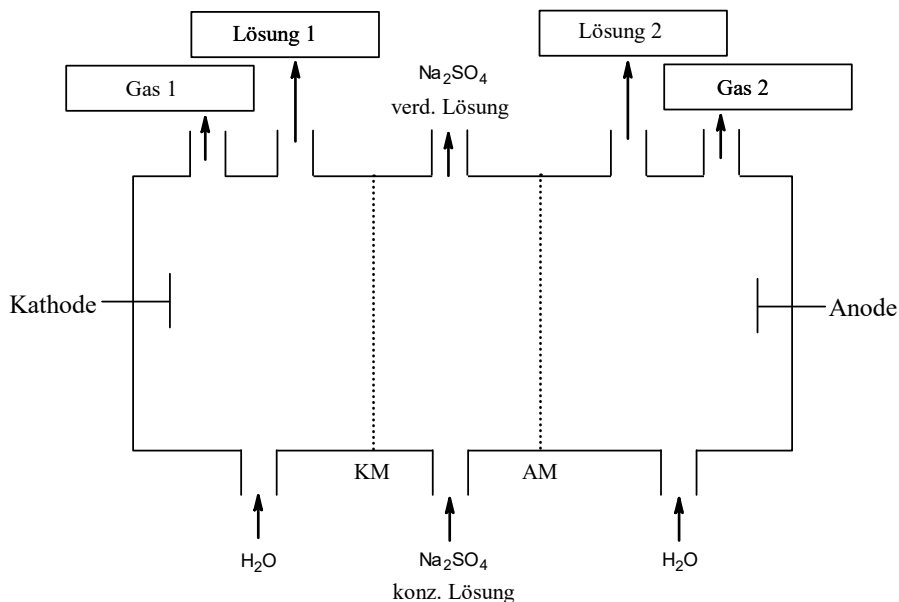 Lösung 1
Lösung 2
Gas 1
Na2SO4
verd. Lösung
Gas 2
Kathode
Anode
KM
AM
H2O
Na2SO4
konz. Lösung
H2O